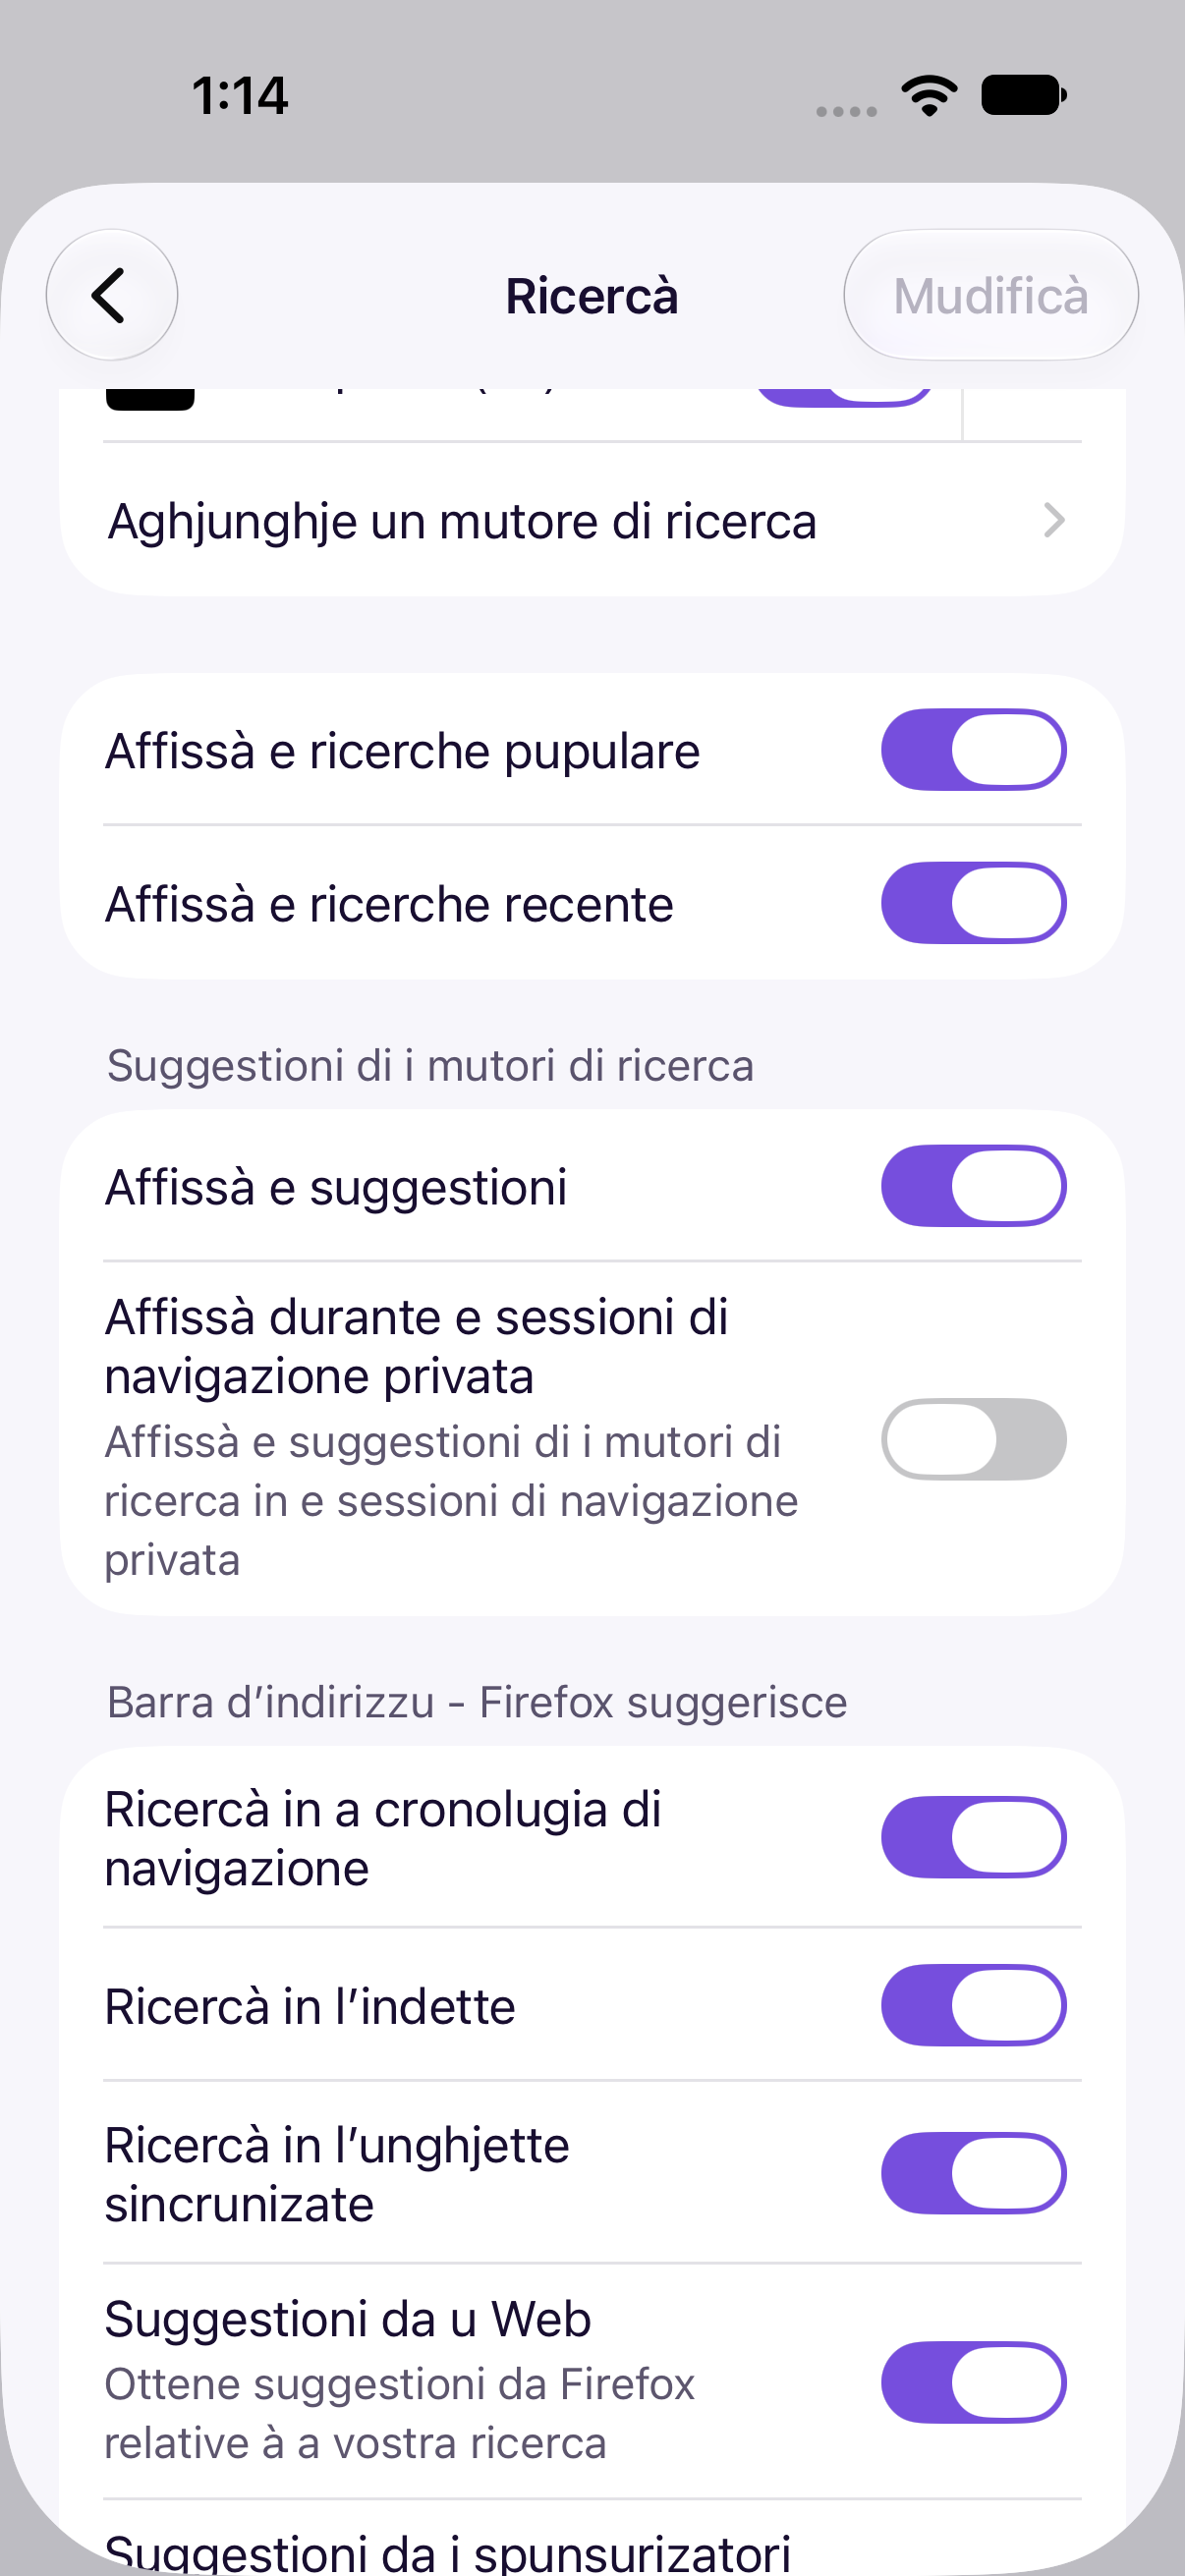 1:14
Ricercà
Mudificà
Aghjunghje un mutore di ricerca
Affissà e ricerche pupulare
Affissà e ricerche recente
Suggestioni di i mutori di ricerca
Affissà e suggestioni
Affissà durante e sessioni di
navigazione privata
Affissà e suggestioni di i mutori di
ricerca in e sessioni di navigazione
privata
Barra d’indirizzu - Firefox suggerisce
Ricercà in a cronolugia di
navigazione
Ricercà in l’indette
Ricercà in l’unghjette
sincrunizate
Suggestioni da u Web
Ottene suggestioni da Firefox
relative à a vostra ricerca
Suggestioni da i spunsurizatori